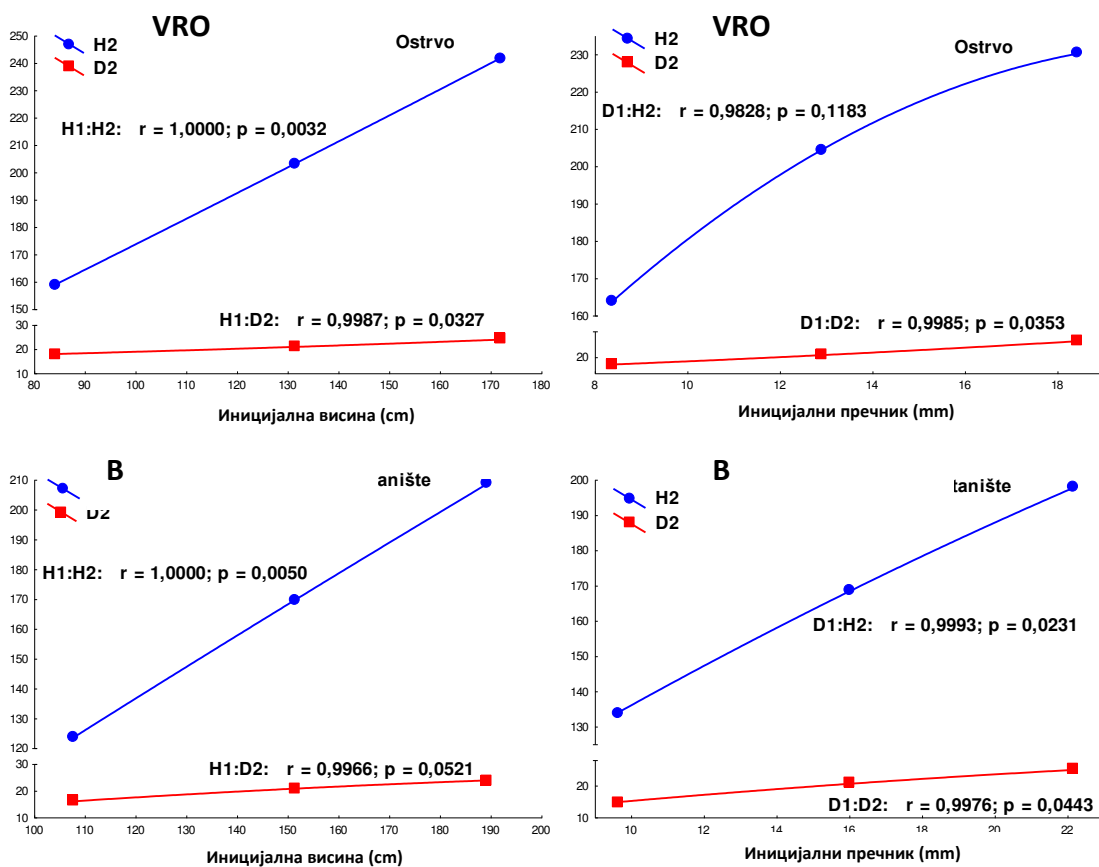 VRO
Ostrvo
H2
D2
H1:H2: r = 1,0000; p = 0,0032
H1:D2: r = 0,9987; p = 0,0327
250
240
230
220
210
200
190
180
170
160
150
30
20
10
80 90 100 110 120 130 140 150 160 170 180
Иницијална висина (cm)
VRO
Ostrvo
H2
D2
D1:H2: r = 0,9828; p = 0,1183
D1:D2: r = 0,9985; p = 0,0353
230
220
210
200
190
180
170
160
20
8 10 12 14 16 18
Иницијални пречник (mm)
B
anište
H1:H2: r = 1,0000; p = 0,0050
H1:D2: r = 0,9966; p = 0,0521
210
200
190
180
170
160
150
140
130
120
30
20
10
100 110 120 130 140 150 160 170 180 190 200
Иницијална висина (cm)
B
tanište
H2
D2
D1:H2: r = 0,9993; p = 0,0231
D1:D2: r = 0,9976; p = 0,0443
200
190
180
170
160
150
140
130
20
10
10 12 14 16 18 20 22
Иницијални пречник (mm)